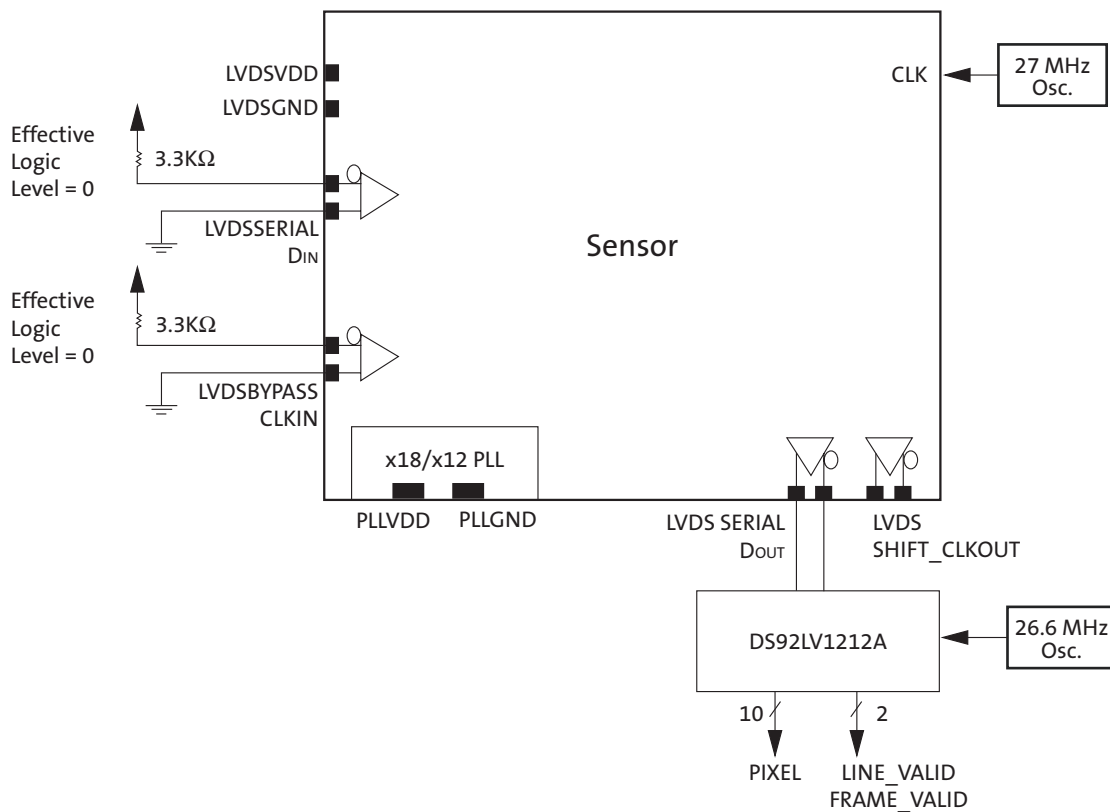 LVDSVDD
CLK
27 MHz
Osc.
LVDSGND
Effective
Logic
Level = 0
3.3KΩ
LVDSSERIAL
DIN
Sensor
Effective
Logic
Level = 0
3.3KΩ
LVDSBYPASS
CLKIN
x18/x12 PLL
PLLVDD
PLLGND
LVDS SERIAL
DOUT
LVDS
SHIFT_CLKOUT
DS92LV1212A
26.6 MHz
Osc.
10
2
PIXEL
LINE_VALID
FRAME_VALID